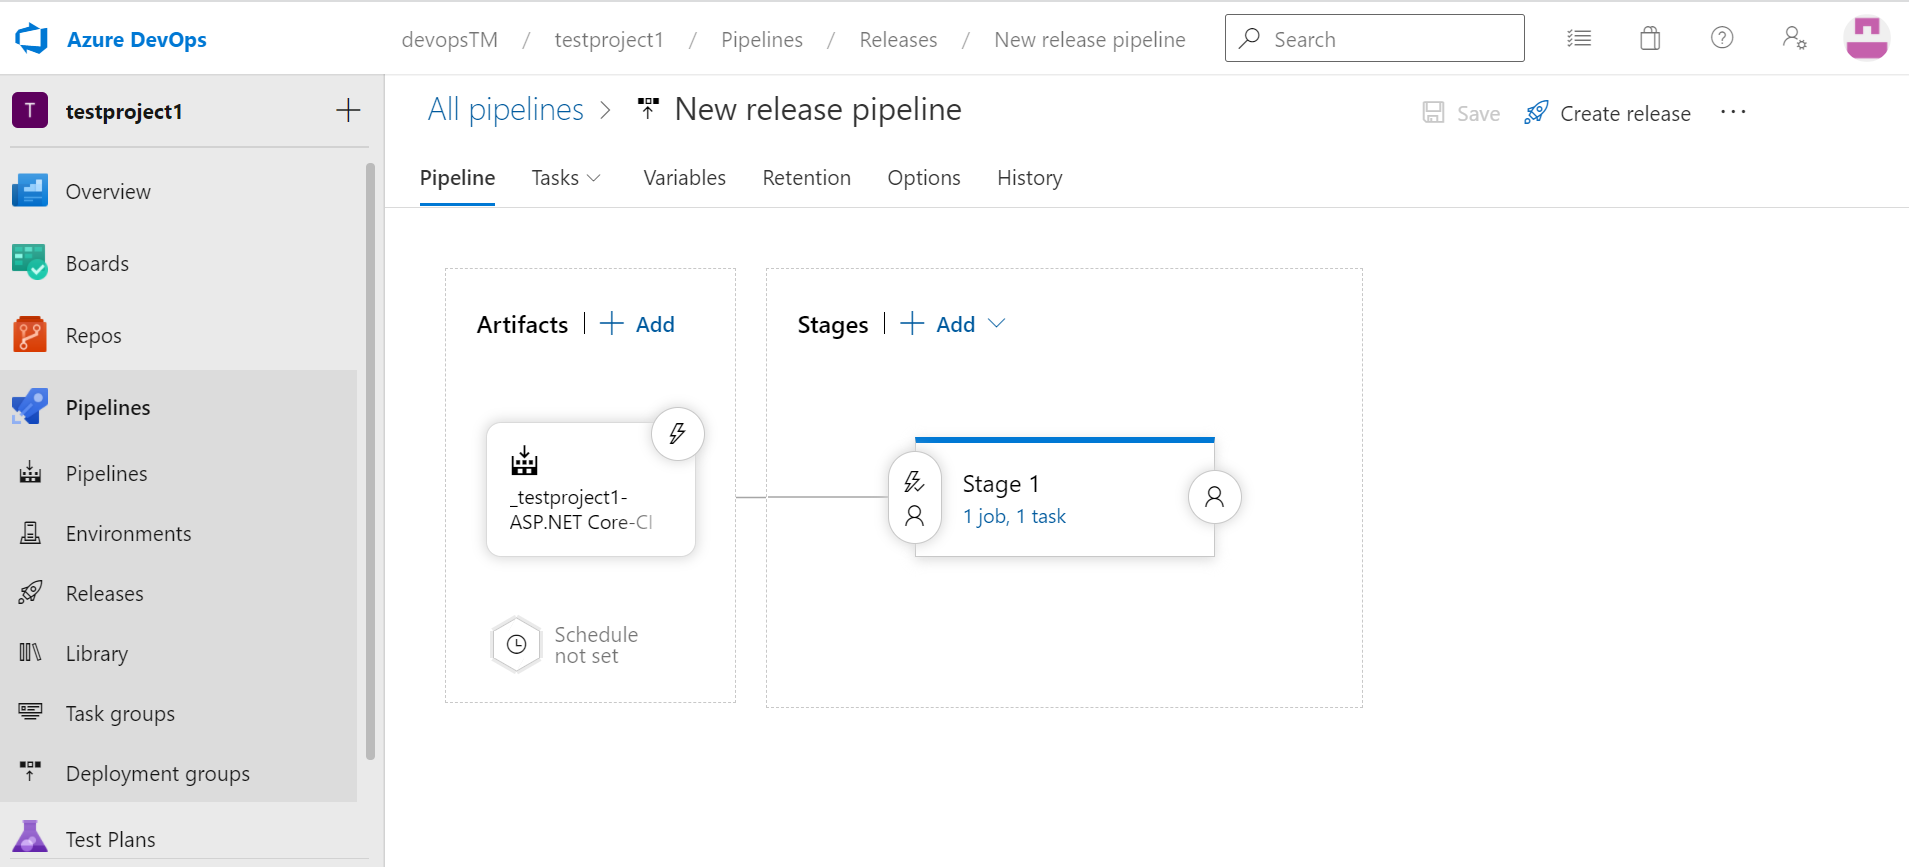 Azure DevOps
devopsTM / testproject1 / Pipelines / Releases / New release pipeline
Search
T testproject1
All pipelines > New release pipeline
Save
Create release
...
Pipeline
Tasks
Variables
Retention
Options
History
Overview
Boards
Repos
Pipelines
Pipelines
Environments
Releases
Library
Task groups
Deployment groups
Test Plans
Artifacts | + Add
_testproject1-
ASP.NET Core-CI
Schedule
not set
Stages | + Add
Stage 1
1 job, 1 task